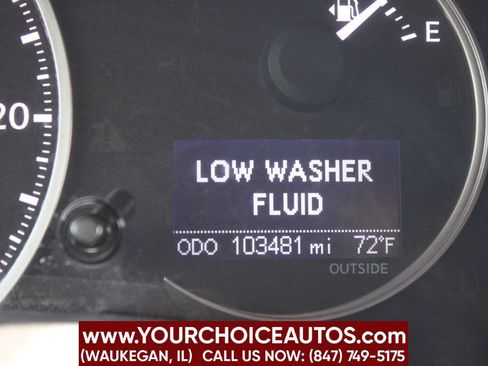 E
20
LOW WASHER
FLUID
ODO 103481 mi 72°F
OUTSIDE
WWW.YOURCHOICEAUTOS.COM
(WAUKEGAN, IL) CALL US NOW: (847) 749-5175